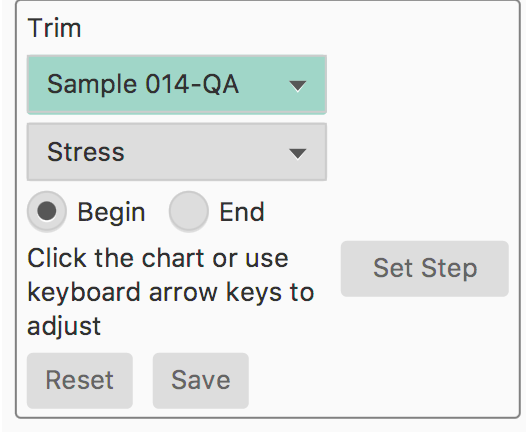 Trim
Sample 014-QA
Stress
Begin End
Click the chart or use
keyboard arrow keys to
adjust
Set Step
Reset Save